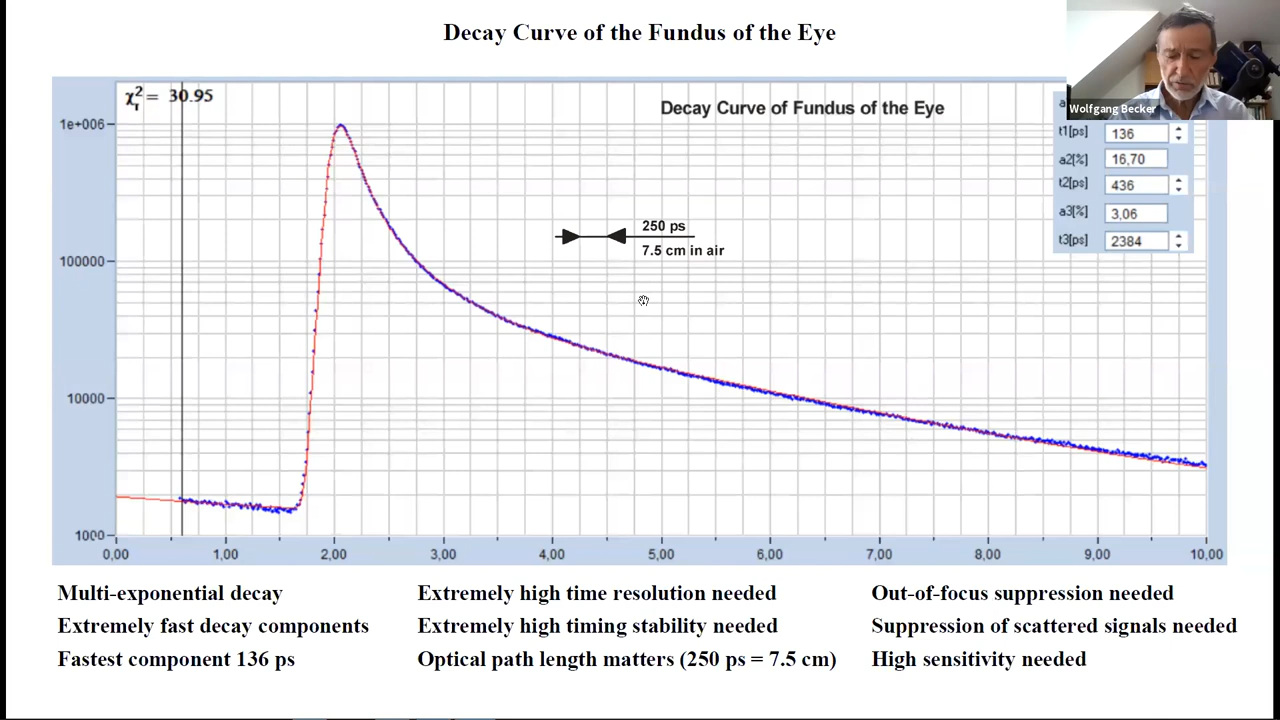 Decay Curve of the Fundus of the Eye
Wolfgang Becker
χ²r = 30.95
Decay Curve of Fundus of the Eye
t1[ps] 136
a2[%] 16,70
t2[ps] 436
a3[%] 3,06
t3[ps] 2384
250 ps
7.5 cm in air
1e+006
100000
10000
1000
0,00 1,00 2,00 3,00 4,00 5,00 6,00 7,00 8,00 9,00 10,00
Multi-exponential decay
Extremely fast decay components
Fastest component 136 ps
Extremely high time resolution needed
Extremely high timing stability needed
Optical path length matters (250 ps = 7.5 cm)
Out-of-focus suppression needed
Suppression of scattered signals needed
High sensitivity needed